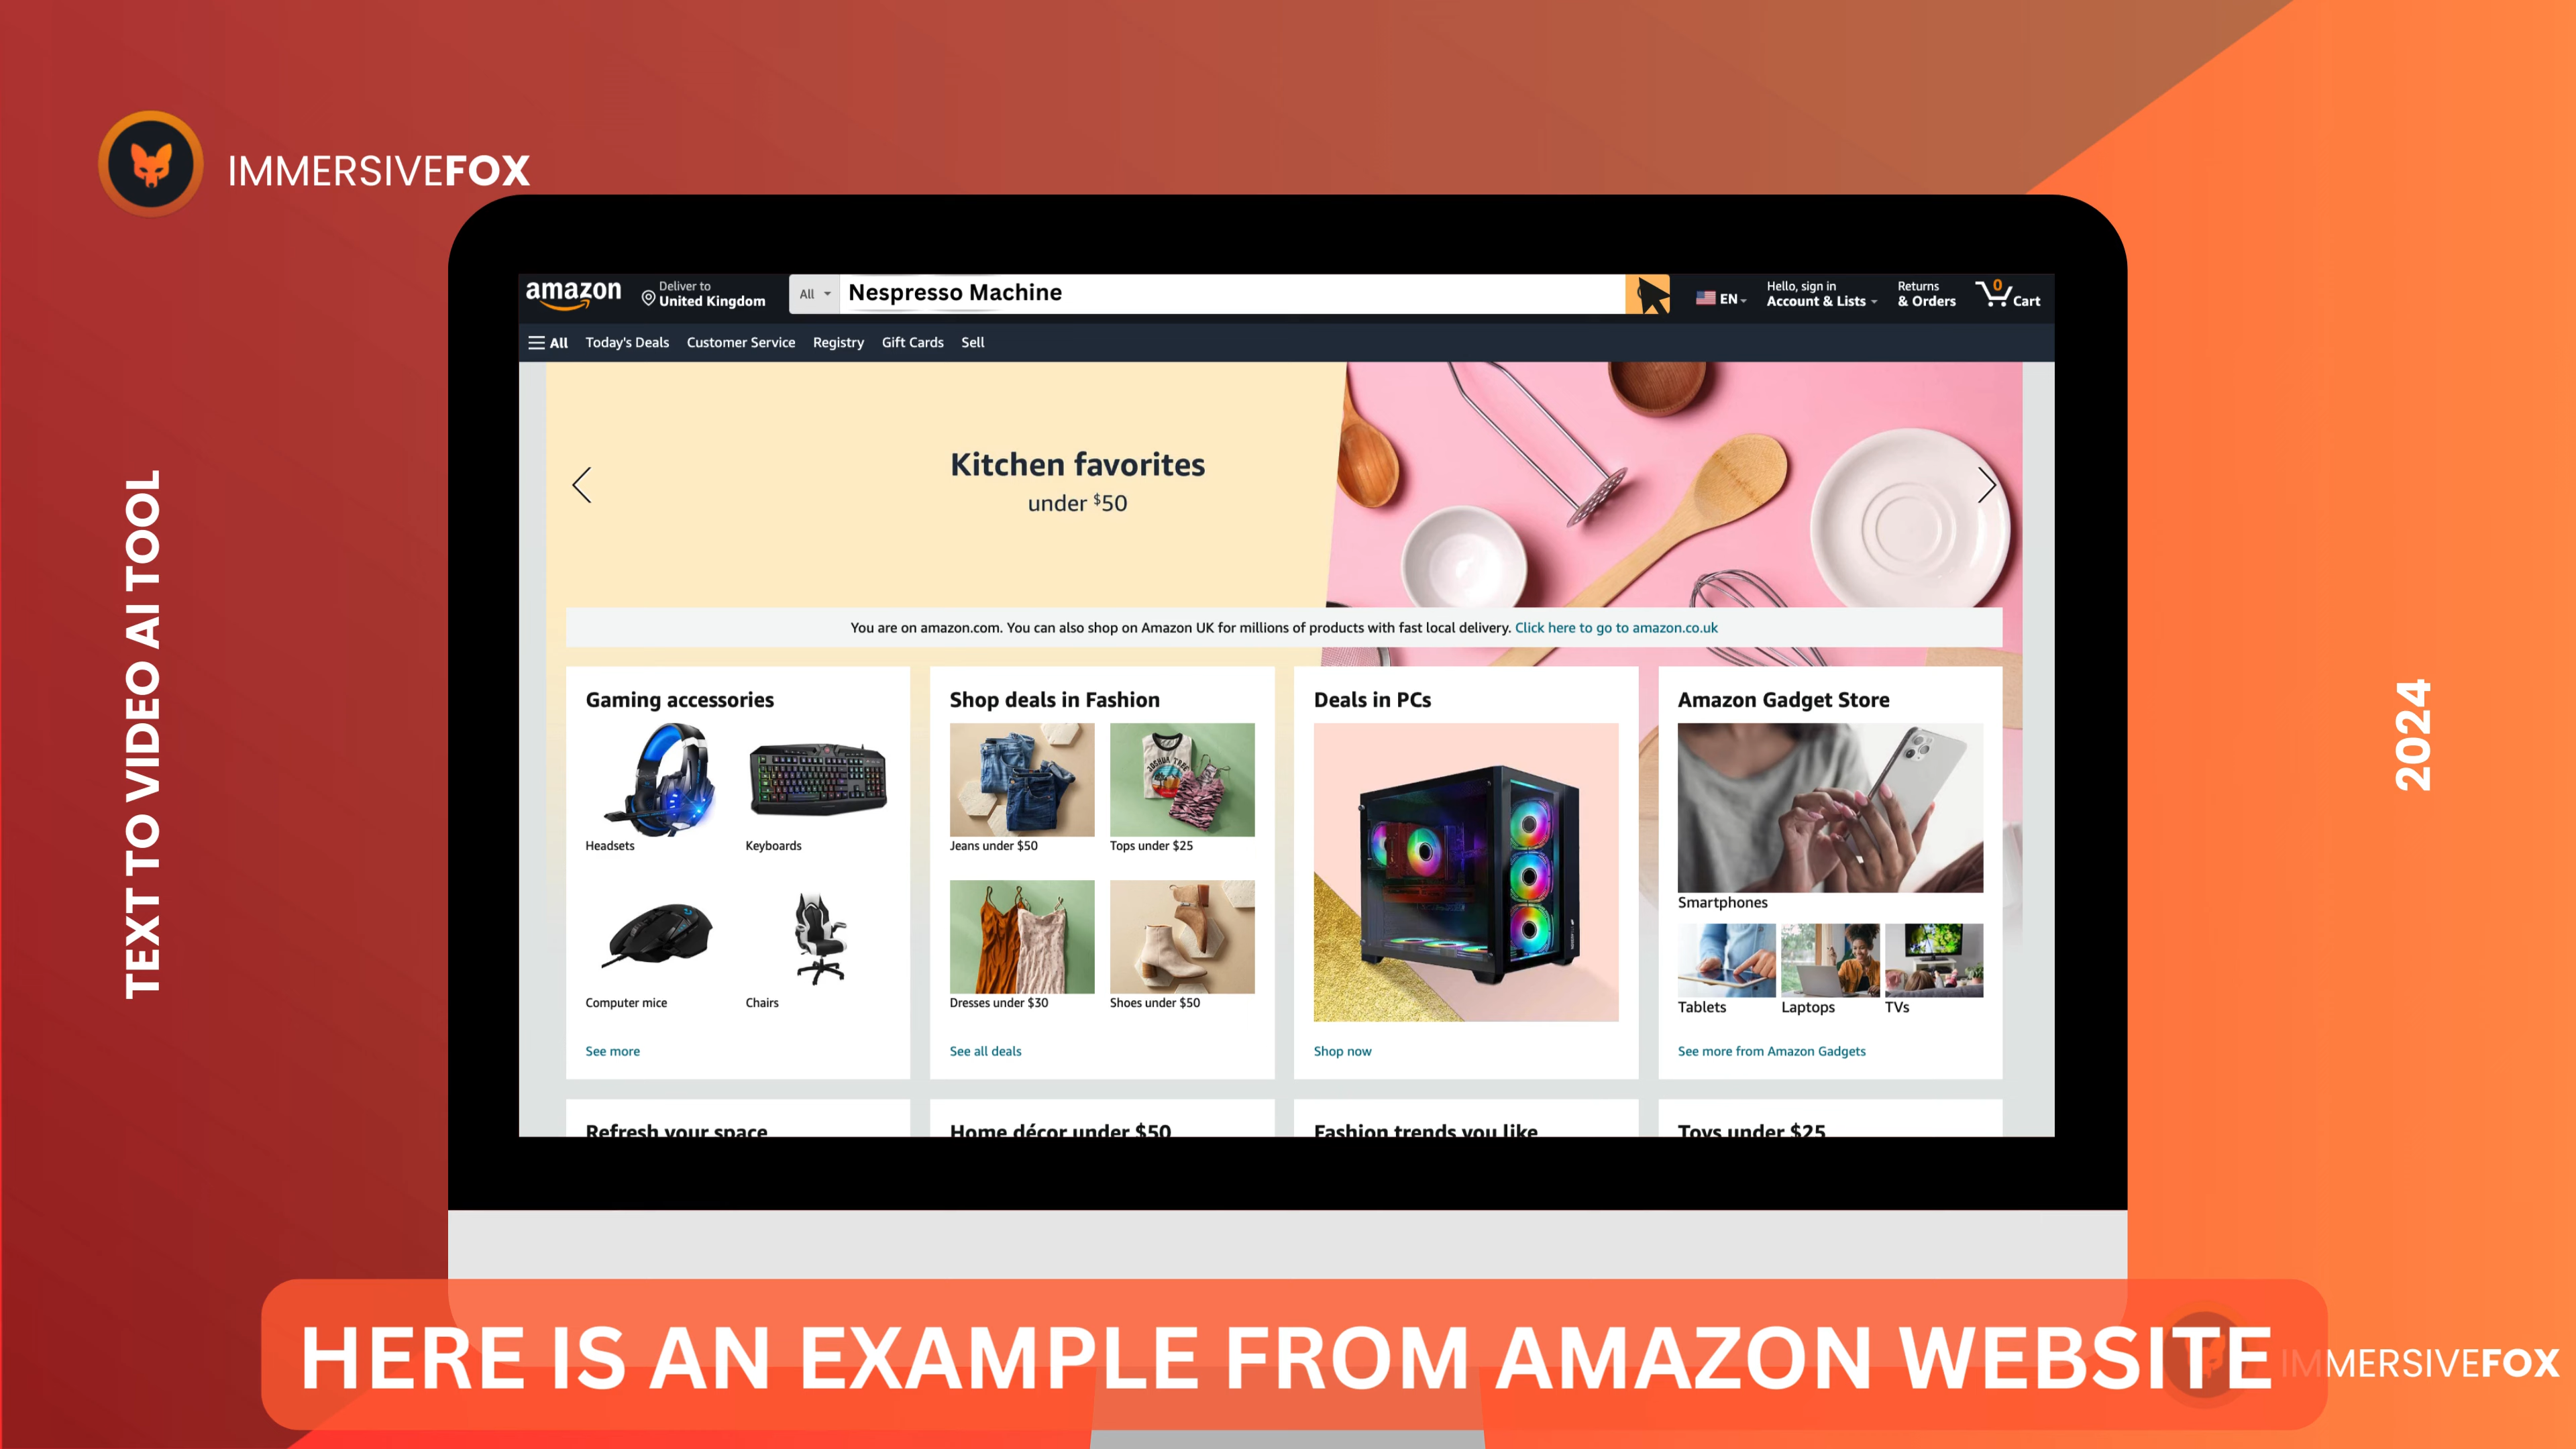 IMMERSIVEFOX
TEXT TO VIDEO AI TOOL
2024
amazon
Deliver to
United Kingdom
All
Nespresso Machine
EN
Hello, sign in
Account & Lists
Returns
& Orders
0
Cart
All
Today's Deals
Customer Service
Registry
Gift Cards
Sell
Kitchen favorites
under $50
You are on amazon.com. You can also shop on Amazon UK for millions of products with fast local delivery. Click here to go to amazon.co.uk
Gaming accessories
Headsets
Keyboards
Computer mice
Chairs
See more
Shop deals in Fashion
JOSHUA TREE
Jeans under $50
Tops under $25
Dresses under $30
Shoes under $50
See all deals
Deals in PCs
Shop now
Amazon Gadget Store
Smartphones
Tablets
Laptops
TVs
See more from Amazon Gadgets
Refresh your space
Home décor under $50
Fashion trends you like
Toys under $25
HERE IS AN EXAMPLE FROM AMAZON WEBSITE
IMMERSIVEFOX